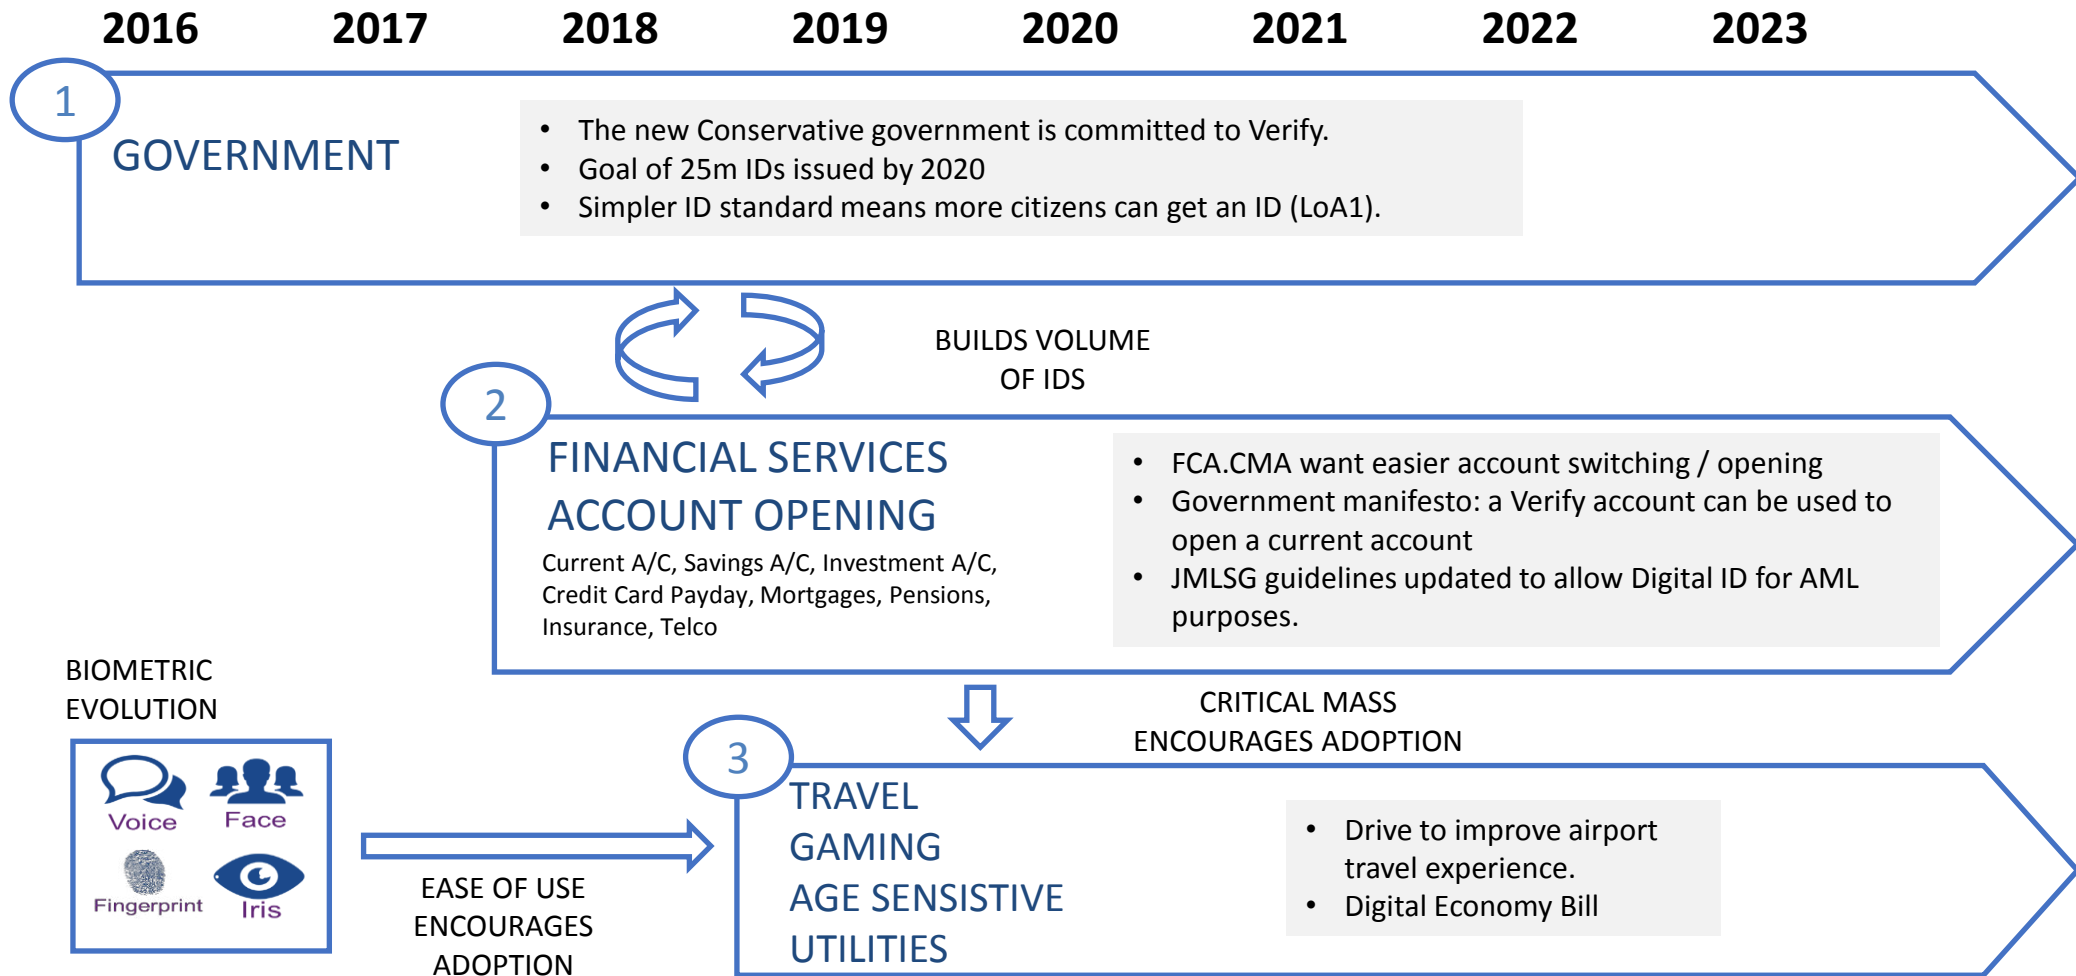 2016 2017 2018 2019 2020 2021 2022 2023
1
GOVERNMENT
• The new Conservative government is committed to Verify.
• Goal of 25m IDs issued by 2020
• Simpler ID standard means more citizens can get an ID (LoA1).
BUILDS VOLUME
OF IDS
2
FINANCIAL SERVICES
ACCOUNT OPENING
Current A/C, Savings A/C, Investment A/C,
Credit Card Payday, Mortgages, Pensions,
Insurance, Telco
• FCA.CMA want easier account switching / opening
• Government manifesto: a Verify account can be used to
open a current account
• JMLSG guidelines updated to allow Digital ID for AML
purposes.
BIOMETRIC
EVOLUTION
Voice
Face
Fingerprint
Iris
EASE OF USE
ENCOURAGES
ADOPTION
CRITICAL MASS
ENCOURAGES ADOPTION
3
TRAVEL
GAMING
AGE SENSISTIVE
UTILITIES
• Drive to improve airport
travel experience.
• Digital Economy Bill